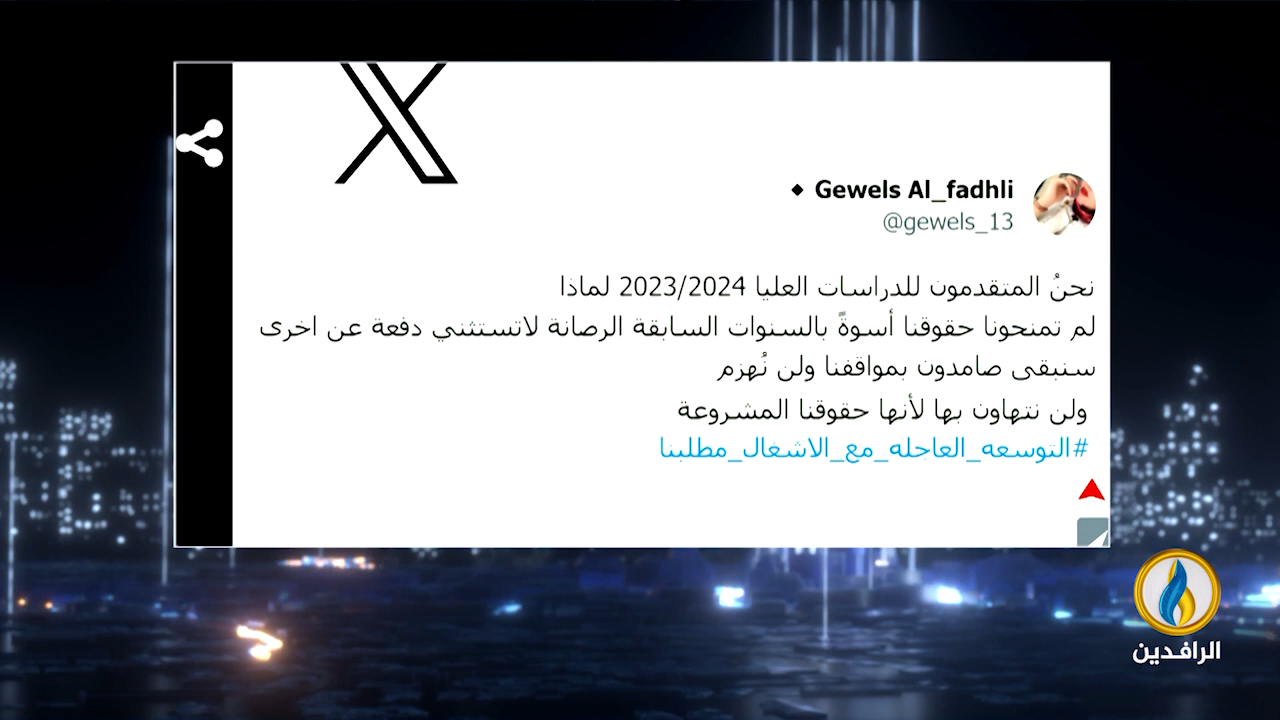 Gewels Al_fadhli
@gewels_13
نحنُ المتقدمون للدراسات العليا 2023/2024 لماذا
لم تمنحونا حقوقنا أسوةً بالسنوات السابقة الرصانة لاتستثني دفعة عن اخرى
سنبقى صامدون بمواقفنا ولن نُهزم
ولن نتهاون بها لأنها حقوقنا المشروعة
#التوسعه_العاجله_مع_الاشغال_مطلبنا
الرافدين